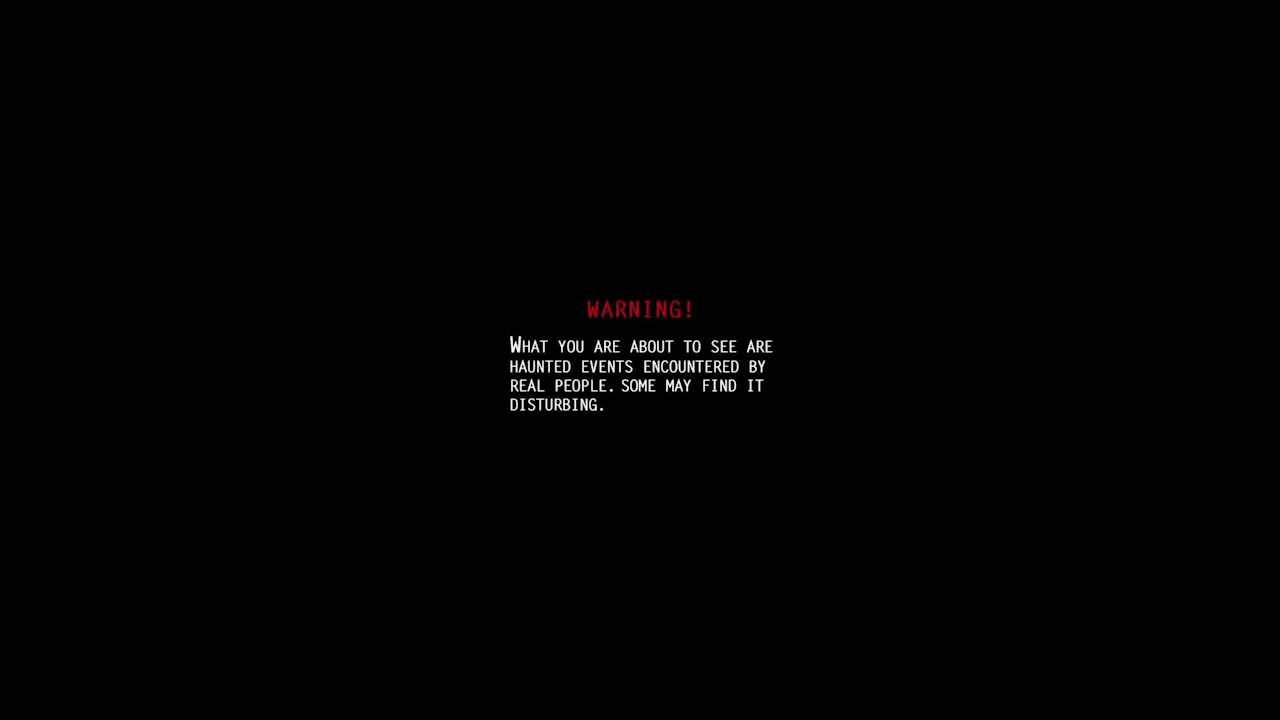 WARNING!
WHAT YOU ARE ABOUT TO SEE ARE
HAUNTED EVENTS ENCOUNTERED BY
REAL PEOPLE. SOME MAY FIND IT
DISTURBING.